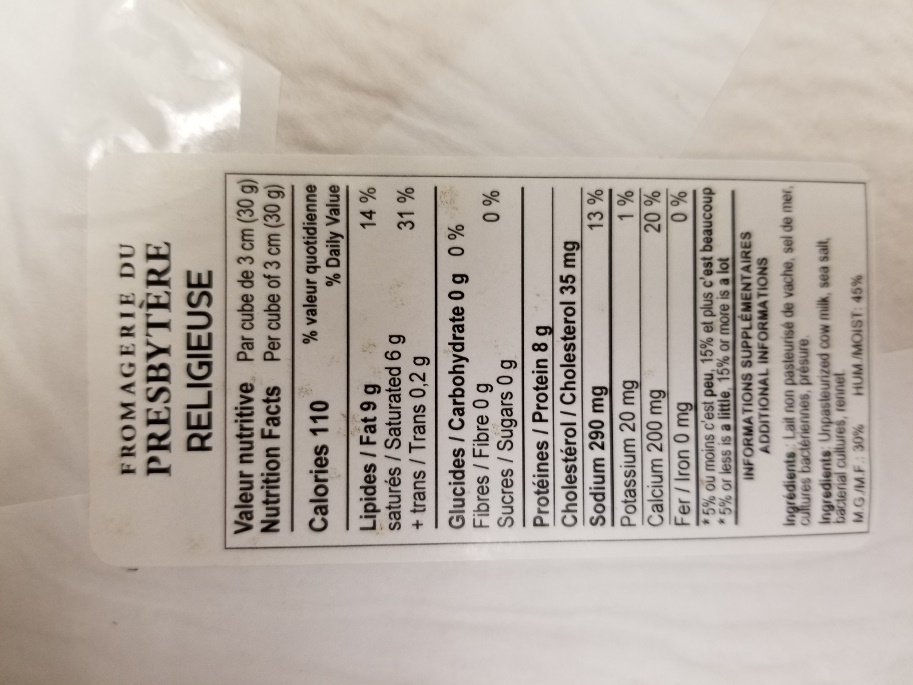 FROMAGERIE DU
PRESBYTÈRE
RELIGIEUSE
Valeur nutritive Par cube de 3 cm (30 g)
Nutrition Facts Per cube of 3 cm (30 g)
Calories 110 % valeur quotidienne
% Daily Value
Lipides / Fat 9 g 14 %
saturés / Saturated 6 g
+ trans / Trans 0,2 g 31 %
Glucides / Carbohydrate 0 g 0 %
Fibres / Fibre 0 g 0 %
Sucres / Sugars 0 g
Protéines / Protein 8 g
Cholestérol / Cholesterol 35 mg
Sodium 290 mg 13 %
Potassium 20 mg 1 %
Calcium 200 mg 20 %
Fer / Iron 0 mg 0 %
*5% ou moins c'est peu, 15% et plus c'est beaucoup
*5% or less is a little, 15% or more is a lot
INFORMATIONS SUPPLÉMENTAIRES
ADDITIONAL INFORMATIONS
Ingrédients : Lait non pasteurisé de vache, sel de mer,
cultures bactériennes, présure.
Ingredients : Unpasteurized cow milk, sea salt,
bacterial cultures, rennet.
M.G./M.F.: 30% HUM./MOIST: 45%